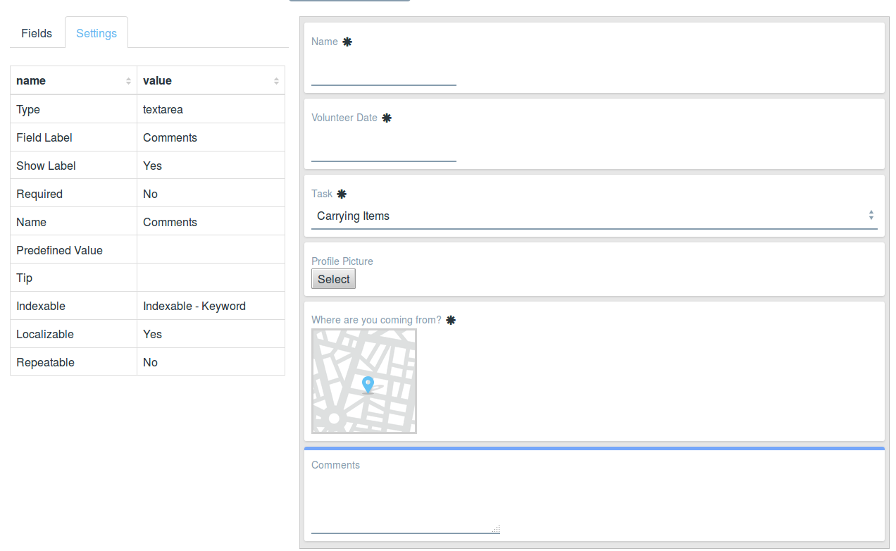 Fields Settings
name value
Type textarea
Field Label Comments
Show Label Yes
Required No
Name Comments
Predefined Value
Tip
Indexable Indexable - Keyword
Localizable Yes
Repeatable No
Name ✱
Volunteer Date ✱
Task ✱
Carrying Items
Profile Picture
Select
Where are you coming from? ✱
Comments